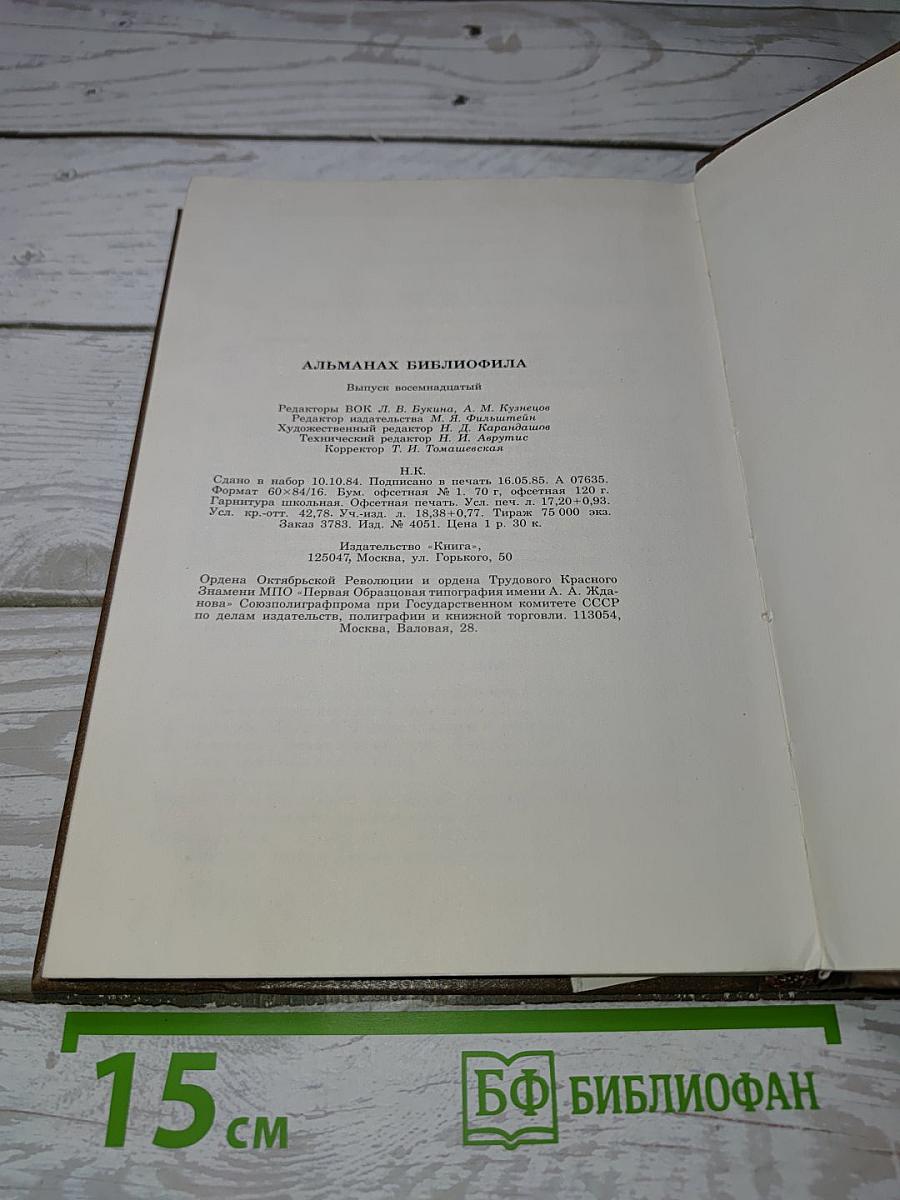 АЛЬМАНАХ БИБЛИОФИЛА
Выпуск восемнадцатый
Редакторы ВОК Л. В. Букина, А. М. Кузнецов
Редактор издательства М. Я. Фильштейн
Художественный редактор Н. Д. Карандашов
Технический редактор Н. И. Аврутис
Корректор Т. И. Томашевская
Н.К.
Сдано в набор 10.10.84. Подписано в печать 16.05.85. А 07635.
Формат 60×84/16. Бум. офсетная № 1. 70 г, офсетная 120 г.
Гарнитура школьная. Офсетная печать. Усл. печ. л. 17,20+0,93.
Усл. кр.-отт. 42,78. Уч.-изд. л. 18,38+0,77. Тираж 75 000 экз.
Заказ 3783. Изд. № 4051. Цена 1 р. 30 к.
Издательство «Книга»,
125047, Москва, ул. Горького, 50
Ордена Октябрьской Революции и ордена Трудового Красного
Знамени МПО «Первая Образцовая типография имени А. А. Жда-
нова» Союзполиграфпрома при Государственном комитете СССР
по делам издательств, полиграфии и книжной торговли. 113054,
Москва, Валовая, 28.
15 см
БФ БИБЛИОФАН